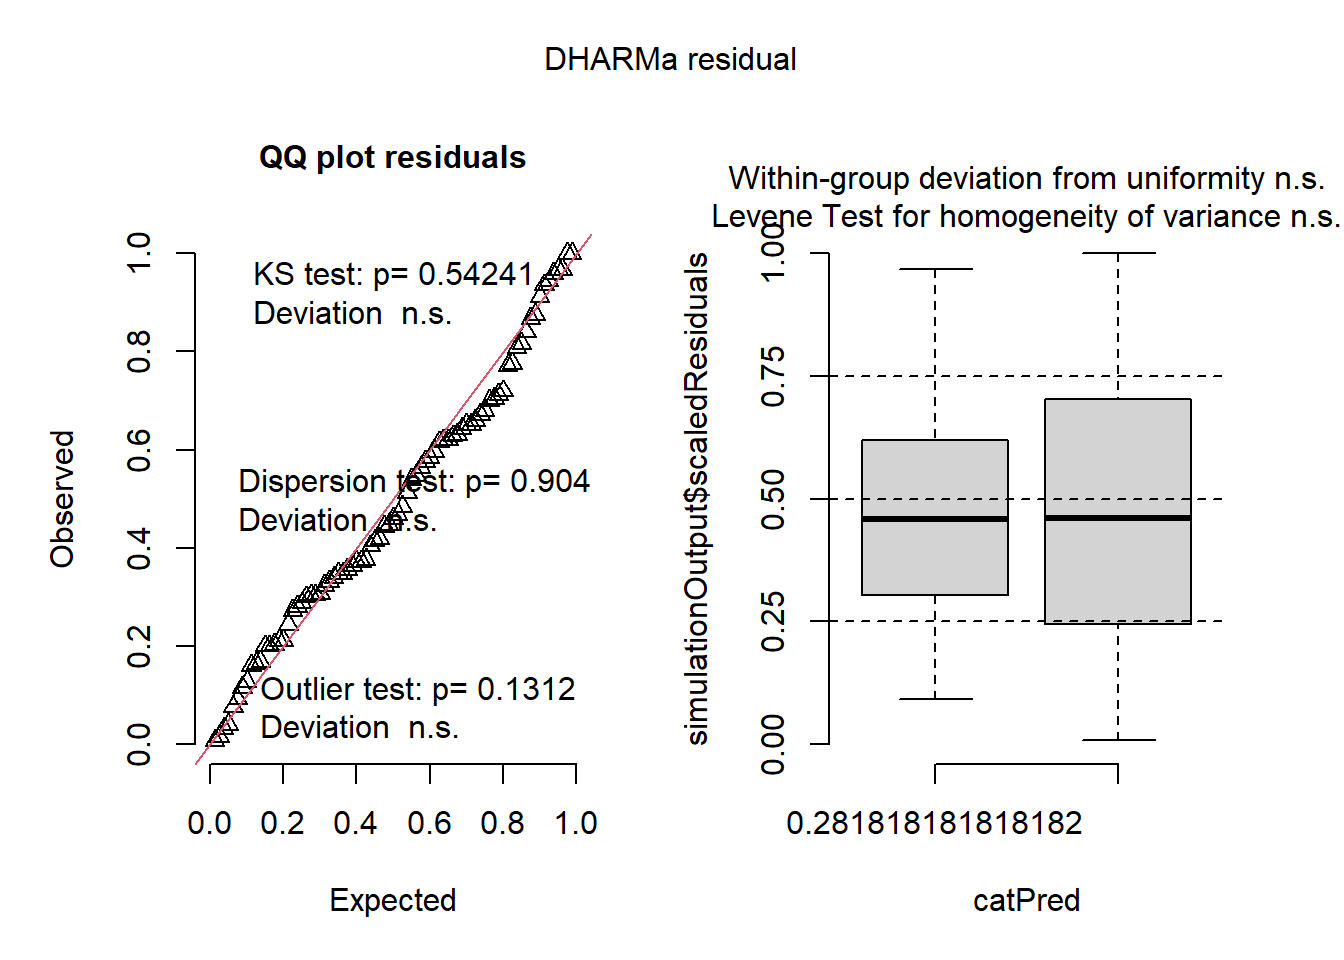 DHARMa residual
QQ plot residuals
KS test: p= 0.54241
Deviation  n.s.
Dispersion test: p= 0.904
Deviation  n.s.
Outlier test: p= 0.1312
Deviation  n.s.
Observed
0.0 0.2 0.4 0.6 0.8 1.0
0.0 0.2 0.4 0.6 0.8 1.0
Expected
Within-group deviation from uniformity n.s.
Levene Test for homogeneity of variance n.s.
simulationOutput$scaledResiduals
0.00 0.25 0.50 0.75 1.00
0.281818181818182
catPred